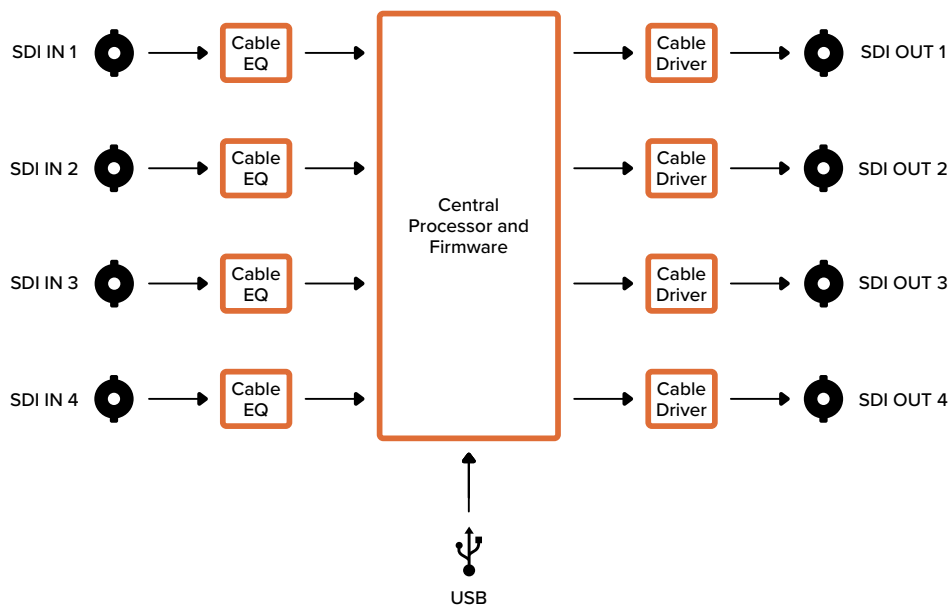 SDI IN 1
Cable
EQ
Cable
Driver
SDI OUT 1
SDI IN 2
Cable
EQ
Cable
Driver
SDI OUT 2
Central
Processor and
Firmware
SDI IN 3
Cable
EQ
Cable
Driver
SDI OUT 3
SDI IN 4
Cable
EQ
Cable
Driver
SDI OUT 4
USB